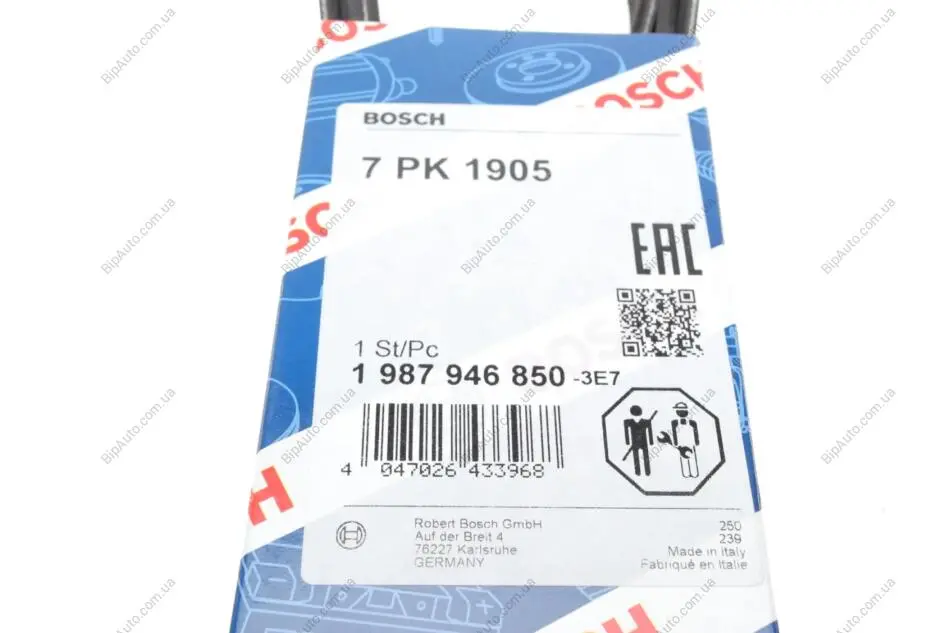 BOSCH
OSCH
BOSCH
7 PK 1905
SC
EAC
1 St/Pc
1 987 946 850 -3E7
4 047026 433968
H
Robert Bosch GmbH
Auf der Breit 4
76227 Karlsruhe
GERMANY
250
239
Made in Italy
Fabriqué en Italie
BOSCH
BipAuto.com.ua